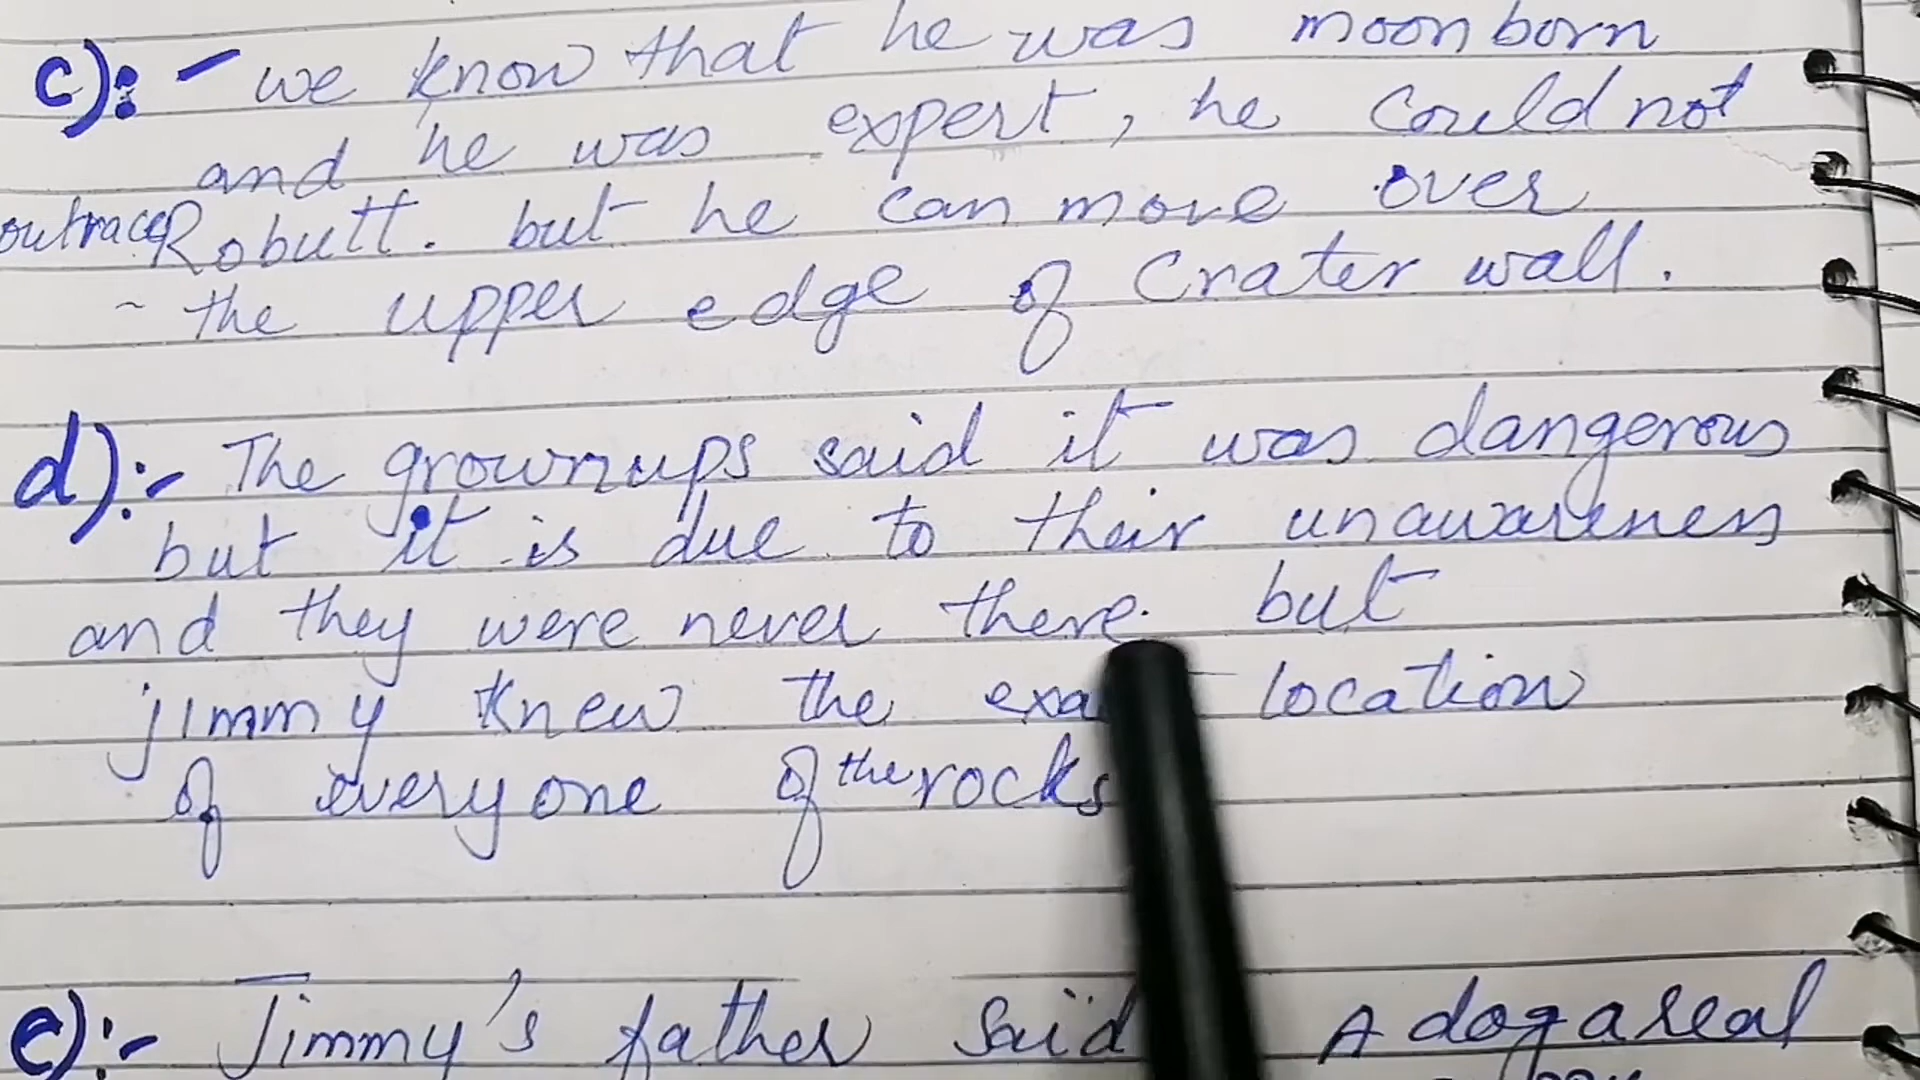 c):- we know that he was moonborn
and he was expert, he could not
outrace Robutt. but he can move over
~ the upper edge of Crater wall.
d):- The grownups said it was dangerous
but it is due to their unawareness
and they were never there. but
jimmy knew the location
of everyone of the rocks
e):- Jimmy's father said A dog a real